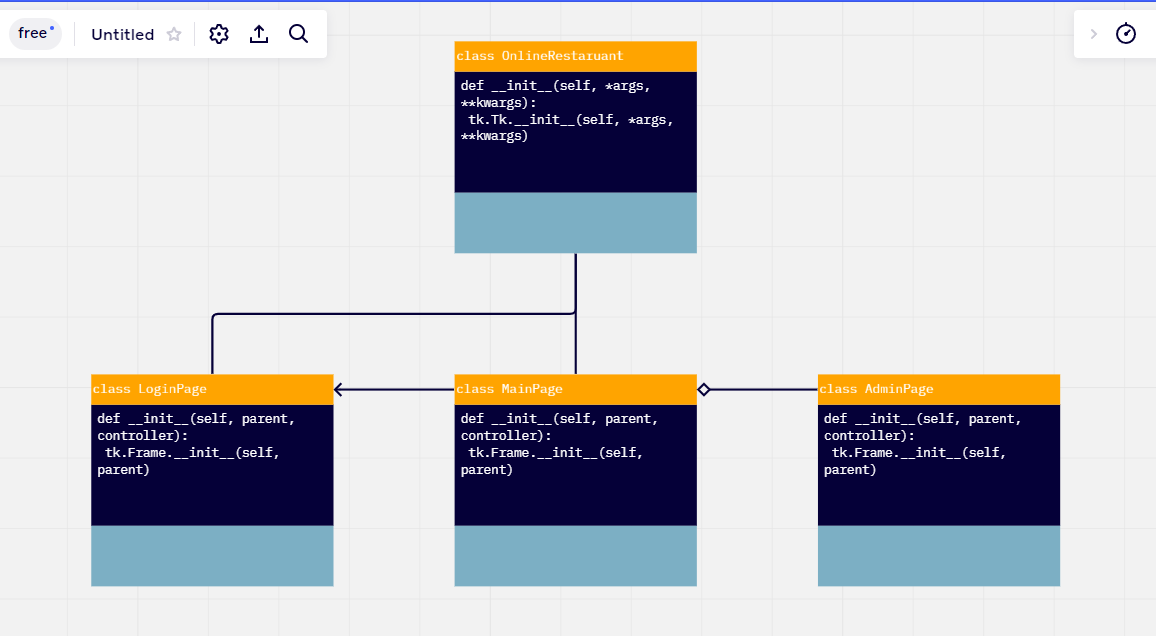 free
Untitled
class OnlineRestaruant
def __init__(self, *args,
**kwargs):
tk.Tk.__init__(self, *args,
**kwargs)
class LoginPage
def __init__(self, parent,
controller):
tk.Frame.__init__(self,
parent)
class MainPage
def __init__(self, parent,
controller):
tk.Frame.__init__(self,
parent)
class AdminPage
def __init__(self, parent,
controller):
tk.Frame.__init__(self,
parent)